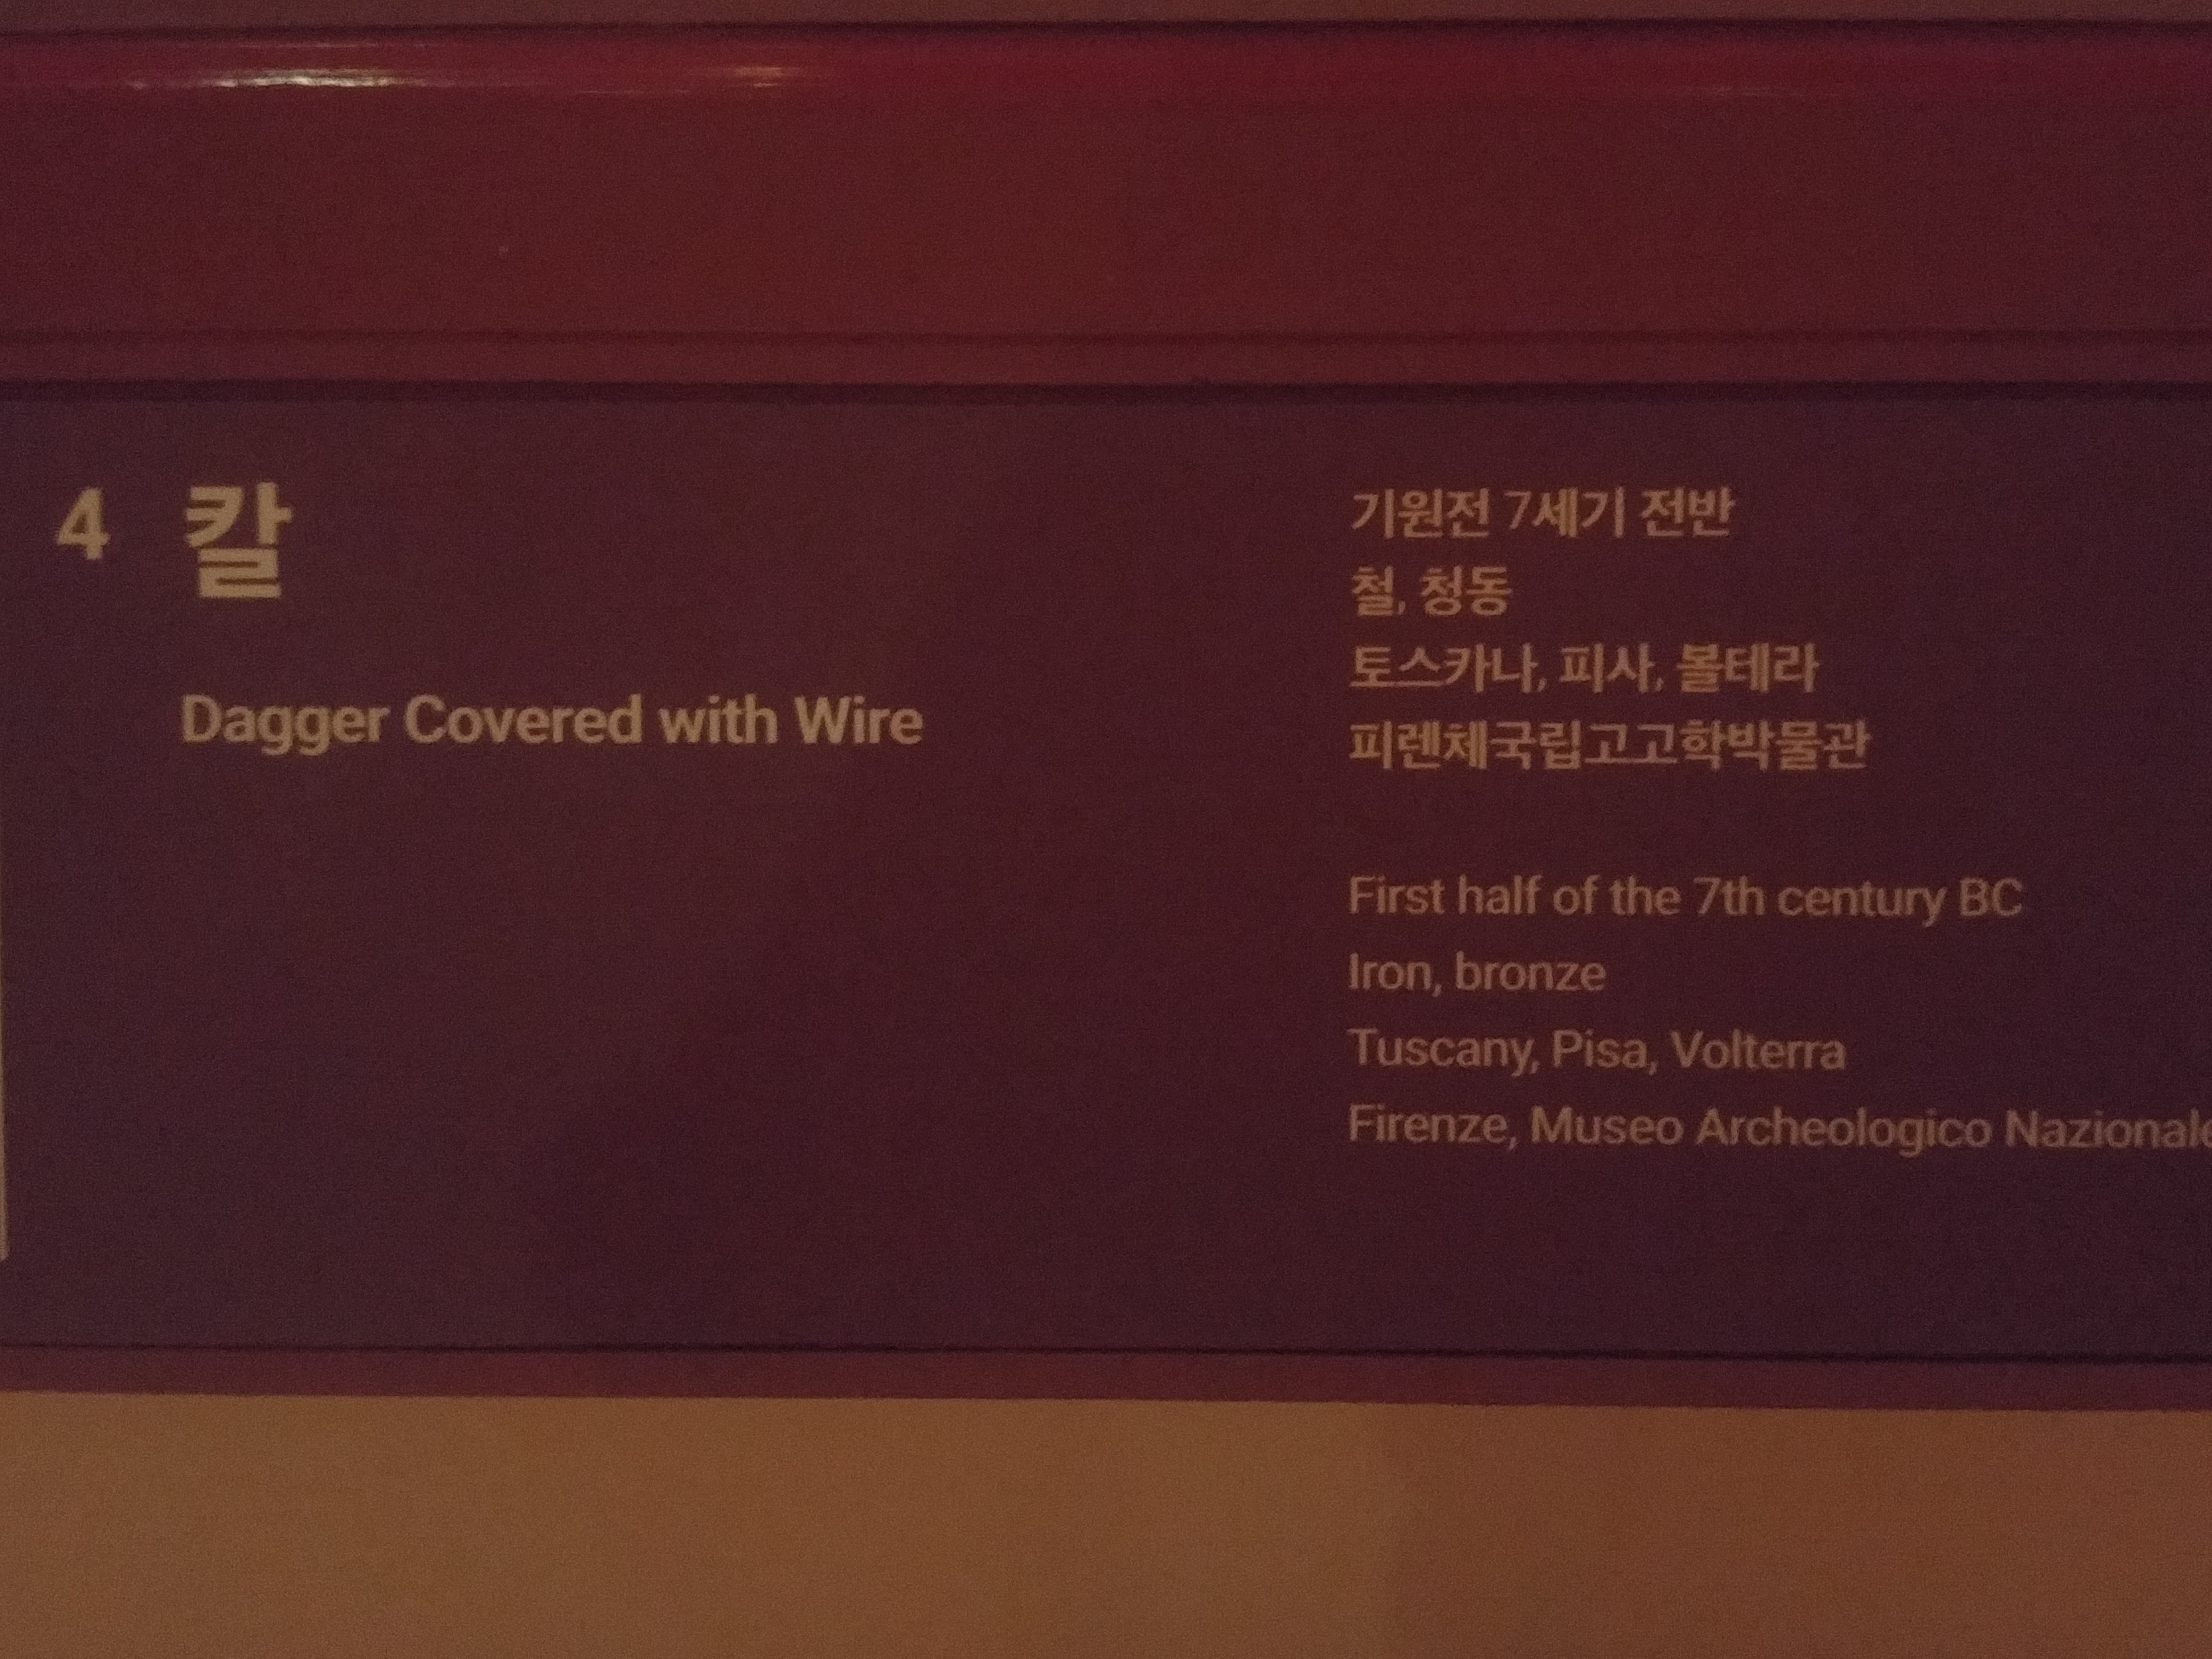 4 칼
Dagger Covered with Wire
기원전 7세기 전반
철, 청동
토스카나, 피사, 볼테라
피렌체국립고고학박물관
First half of the 7th century BC
Iron, bronze
Tuscany, Pisa, Volterra
Firenze, Museo Archeologico Nazionale